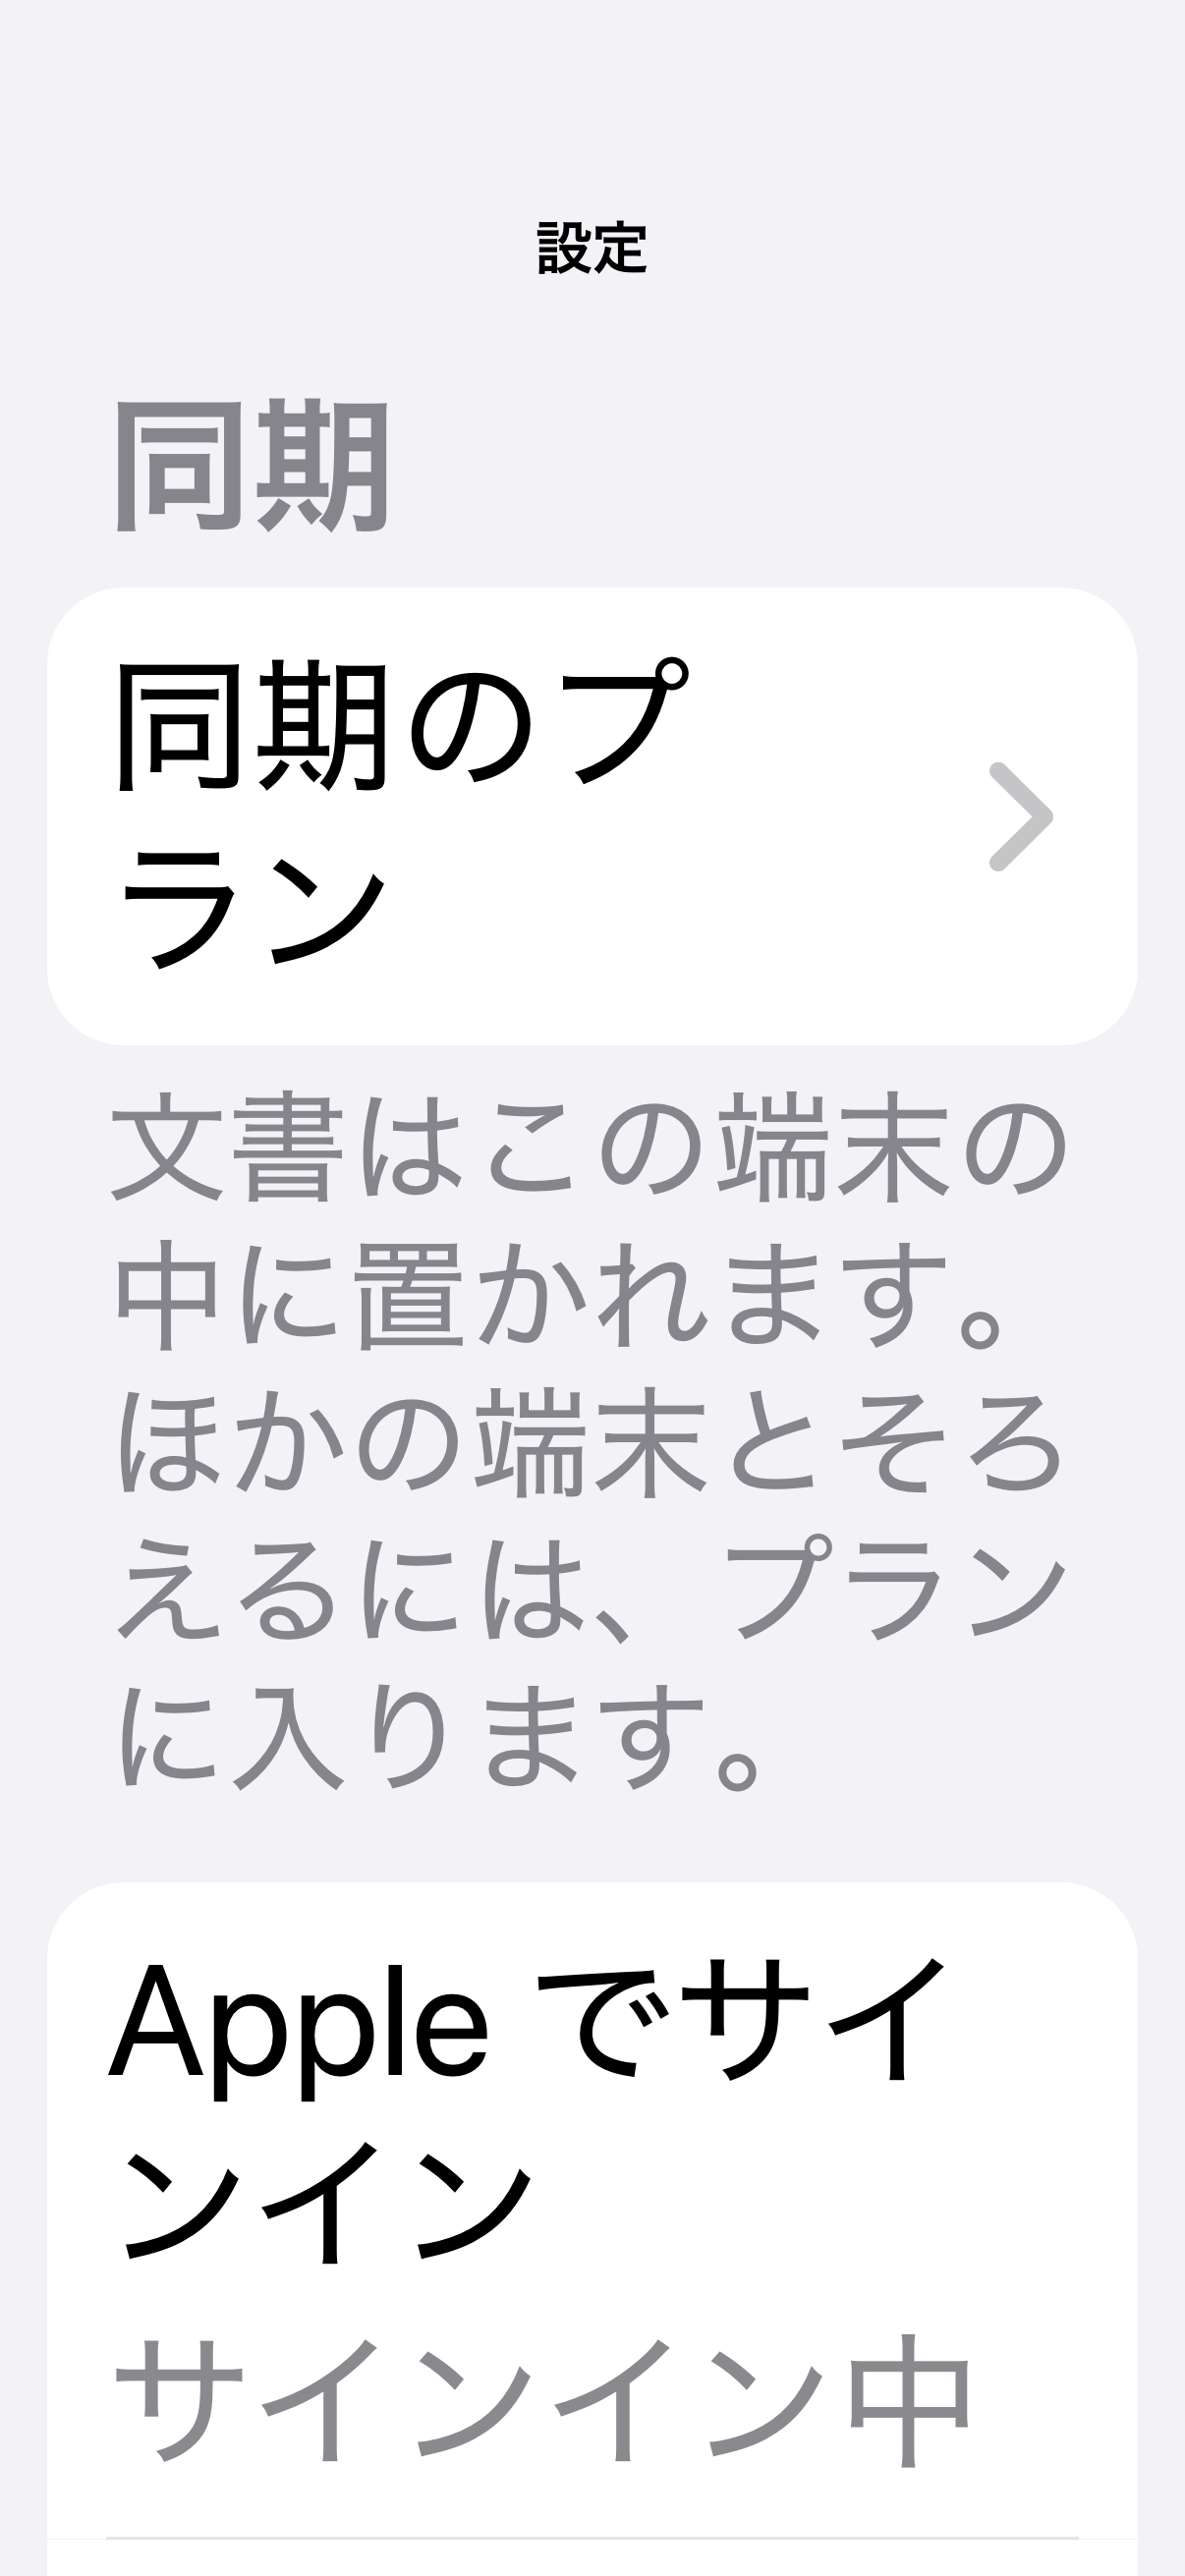 設定
同期
同期のプ
ラン
文書はこの端末の
中に置かれます。
ほかの端末とそろ
えるには、プラン
に入ります。
Apple でサイ
ンイン
サインイン中